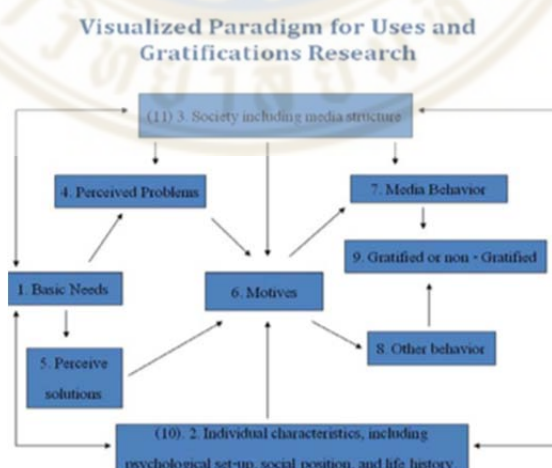 Visualized Paradigm for Uses and
Gratifications Research
(11) 3. Society including media structure
4. Perceived Problems
7. Media Behavior
9. Gratified or non - Gratified
1. Basic Needs
6. Motives
8. Other behavior
5. Perceive
solutions
(10). 2. Individual characteristics, including
psychological set-up, social position, and life history